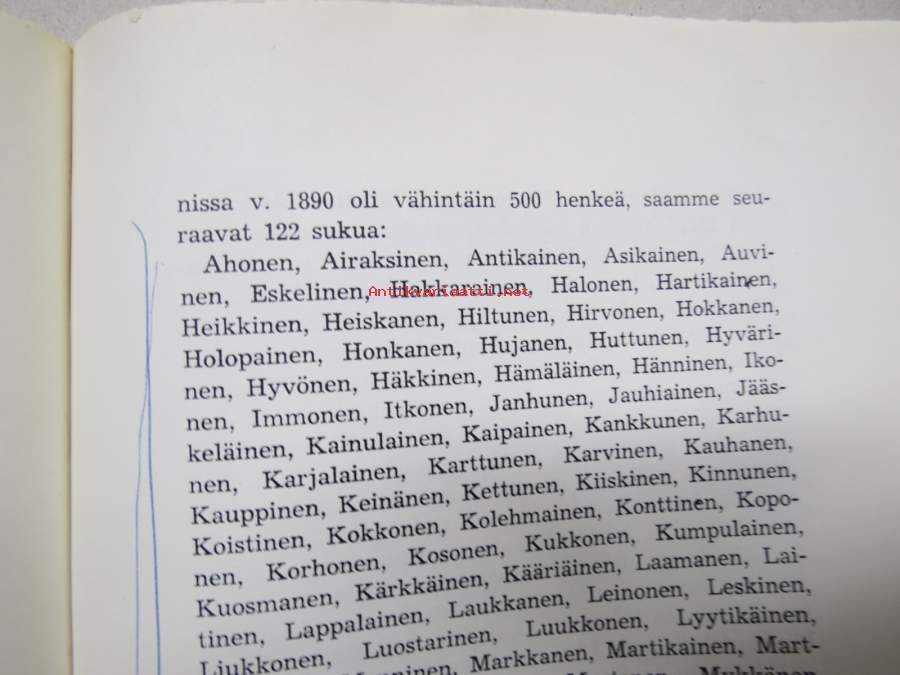 nissa v. 1890 oli vähintäin 500 henkeä, saamme seu-
raavat 122 sukua:
Ahonen, Airaksinen, Antikainen, Asikainen, Auvi-
nen, Eskelinen, Hakkarainen, Halonen, Hartikainen,
Antikvariaatti.net
Heikkinen, Heiskanen, Hiltunen, Hirvonen, Hokkanen,
Holopainen, Honkanen, Hujanen, Huttunen, Hyväri-
nen, Hyvönen, Häkkinen, Hämäläinen, Hänninen, Iko-
nen, Immonen, Itkonen, Janhunen, Jauhiainen, Jääs-
keläinen, Kainulainen, Kaipainen, Kankkunen, Karhu-
nen, Karjalainen, Karttunen, Karvinen, Kauhanen,
Kauppinen, Keinänen, Kettunen, Kiiskinen, Kinnunen,
Koistinen, Kokkonen, Kolehmainen, Konttinen, Kopo-
nen, Korhonen, Kosonen, Kukkonen, Kumpulainen,
Kuosmanen, Kärkkäinen, Kääriäinen, Laamanen, Lai-
tinen, Lappalainen, Laukkanen, Leinonen, Leskinen,
Liukkonen, Luostarinen, Luukkonen, Lyytikäinen,
Markkanen, Martikainen, Mart-
Mykkänen